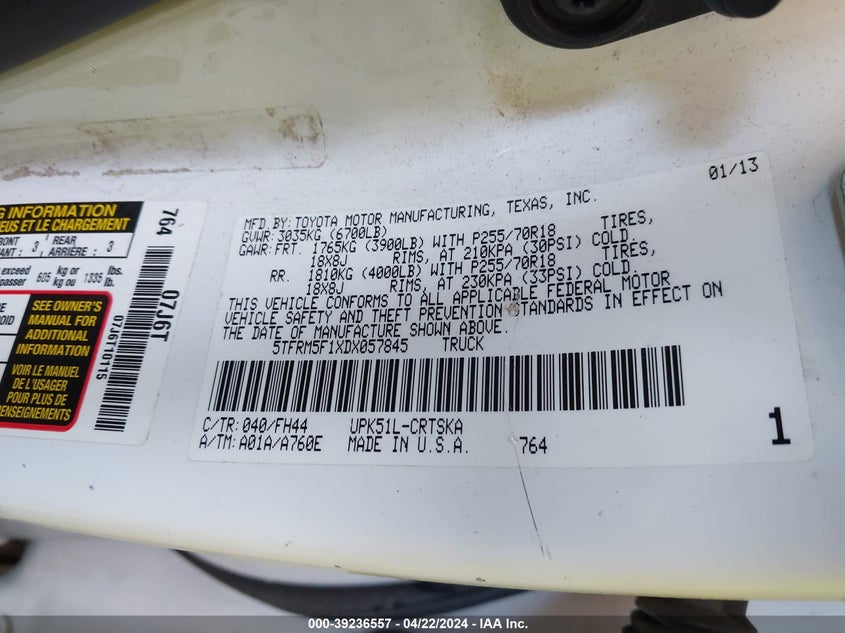 G INFORMATION
EUS ET LE CHARGEMENT
FRONT 3 REAR 3
ANT : ARRIÈRE :
exceed 605 kg or 1335 lbs.
passer kg ou lb.
SEE OWNER'S
MANUAL FOR
ADDITIONAL
INFORMATION
VOIR LE MANUEL
DE L'USAGER
POUR PLUS DE
RENSEIGNEMENTS
764
07J6T
07J6T10115
01/13
MFD.BY:TOYOTA MOTOR MANUFACTURING, TEXAS, INC.
GVWR:3035KG (6700LB)
GAWR:FRT. 1765KG (3900LB) WITH P255/70R18 TIRES,
18X8J RIMS, AT 210KPA (30PSI) COLD
RR. 1810KG (4000LB) WITH P255/70R18 TIRES,
18X8J RIMS, AT 230KPA (33PSI) COLD.
THIS VEHICLE CONFORMS TO ALL APPLICABLE FEDERAL MOTOR
VEHICLE SAFETY AND THEFT PREVENTION STANDARDS IN EFFECT ON
THE DATE OF MANUFACTURE SHOWN ABOVE.
5TFRM5F1XDX057845 TRUCK
C/TR:040/FH44 UPK51L-CRTSKA
A/TM:A01A/A760E MADE IN U.S.A. 764
1
000-39236557 - 04/22/2024 - IAA Inc.